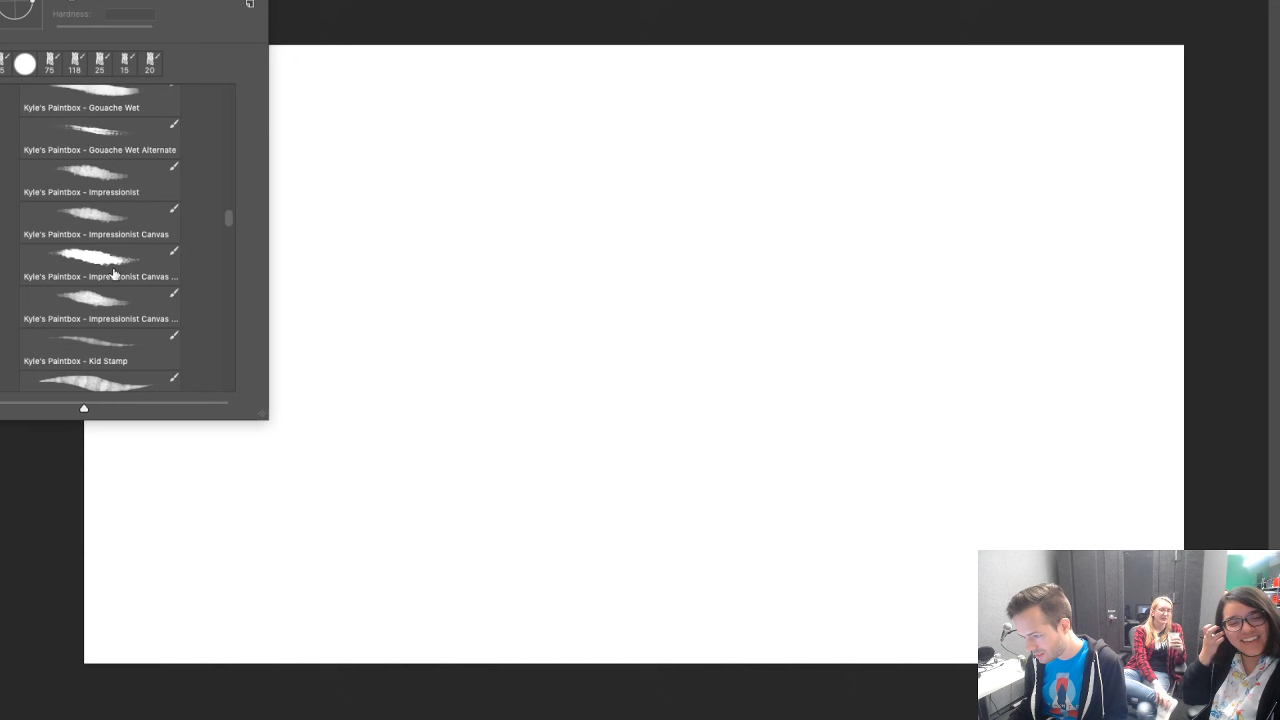 Hardness:
5 75 118 25 15 20
Kyle's Paintbox - Gouache Wet
Kyle's Paintbox - Gouache Wet Alternate
Kyle's Paintbox - Impressionist
Kyle's Paintbox - Impressionist Canvas
Kyle's Paintbox - Impressionist Canvas ...
Kyle's Paintbox - Impressionist Canvas ...
Kyle's Paintbox - Kid Stamp